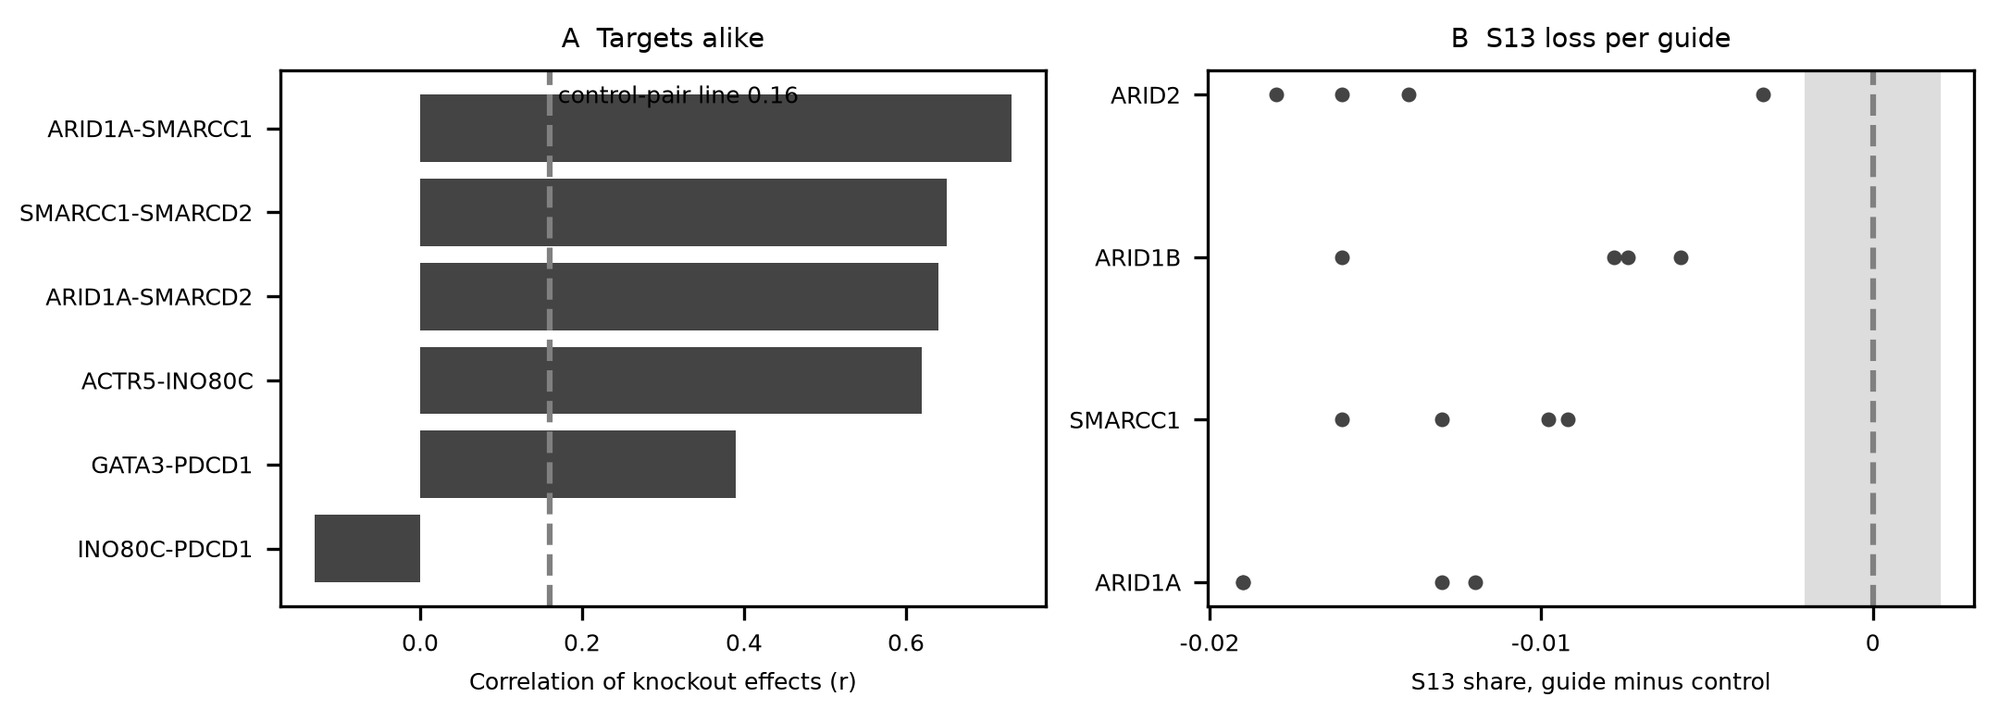 A  Targets alike
control-pair line 0.16
ARID1A-SMARCC1
SMARCC1-SMARCD2
ARID1A-SMARCD2
ACTR5-INO80C
GATA3-PDCD1
INO80C-PDCD1
0.0 0.2 0.4 0.6
Correlation of knockout effects (r)
B  S13 loss per guide
ARID2
ARID1B
SMARCC1
ARID1A
-0.02 -0.01 0
S13 share, guide minus control